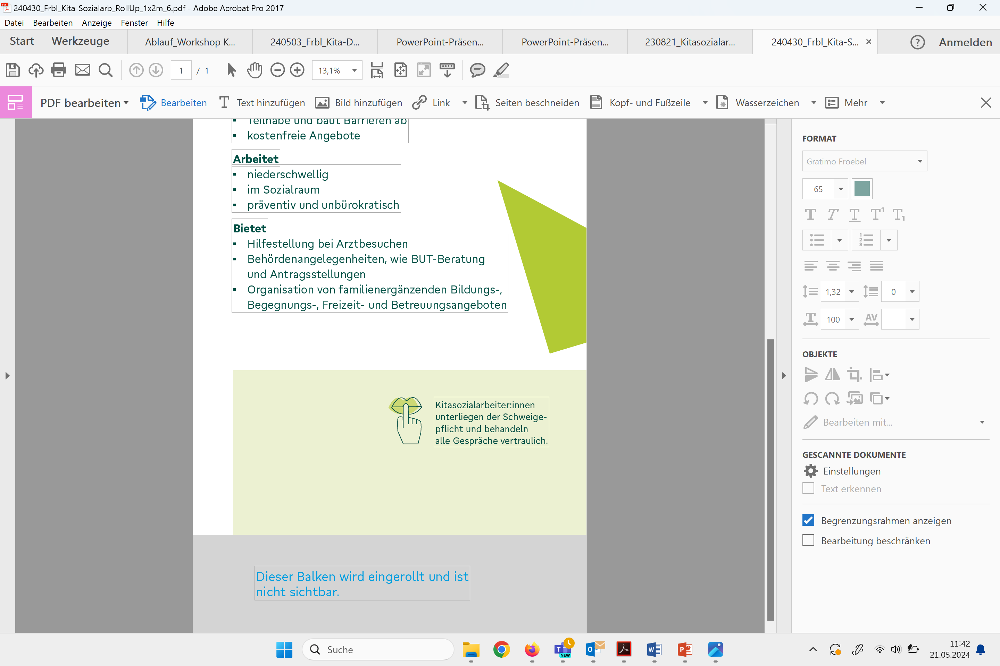 240430_Frbl_Kita-Sozialarb_RollUp_1x2m_6.pdf - Adobe Acrobat Pro 2017
Datei Bearbeiten Anzeige Fenster Hilfe
Start Werkzeuge Ablauf_Workshop K... 240503_Frbl_Kita-D... PowerPoint-Präsen... PowerPoint-Präsen... 230821_Kitasozialar... 240430_Frbl_Kita-S... Anmelden
1 / 1 13,1%
PDF bearbeiten Bearbeiten Text hinzufügen Bild hinzufügen Link Seiten beschneiden Kopf- und Fußzeile Wasserzeichen Mehr
▪ Teilhabe und baut Barrieren ab
▪ kostenfreie Angebote
Arbeitet
▪ niederschwellig
▪ im Sozialraum
▪ präventiv und unbürokratisch
Bietet
▪ Hilfestellung bei Arztbesuchen
▪ Behördenangelegenheiten, wie BUT-Beratung
und Antragsstellungen
▪ Organisation von familienergänzenden Bildungs-,
Begegnungs-, Freizeit- und Betreuungsangeboten
Kitasozialarbeiter:innen
unterliegen der Schweige-
pflicht und behandeln
alle Gespräche vertraulich.
Dieser Balken wird eingerollt und ist
nicht sichtbar.
FORMAT
Gratimo Froebel
65
1,32 0
100
OBJEKTE
Bearbeiten mit...
GESCANNTE DOKUMENTE
Einstellungen
Text erkennen
Begrenzungsrahmen anzeigen
Bearbeitung beschränken
Suche
NEW
11:42
21.05.2024